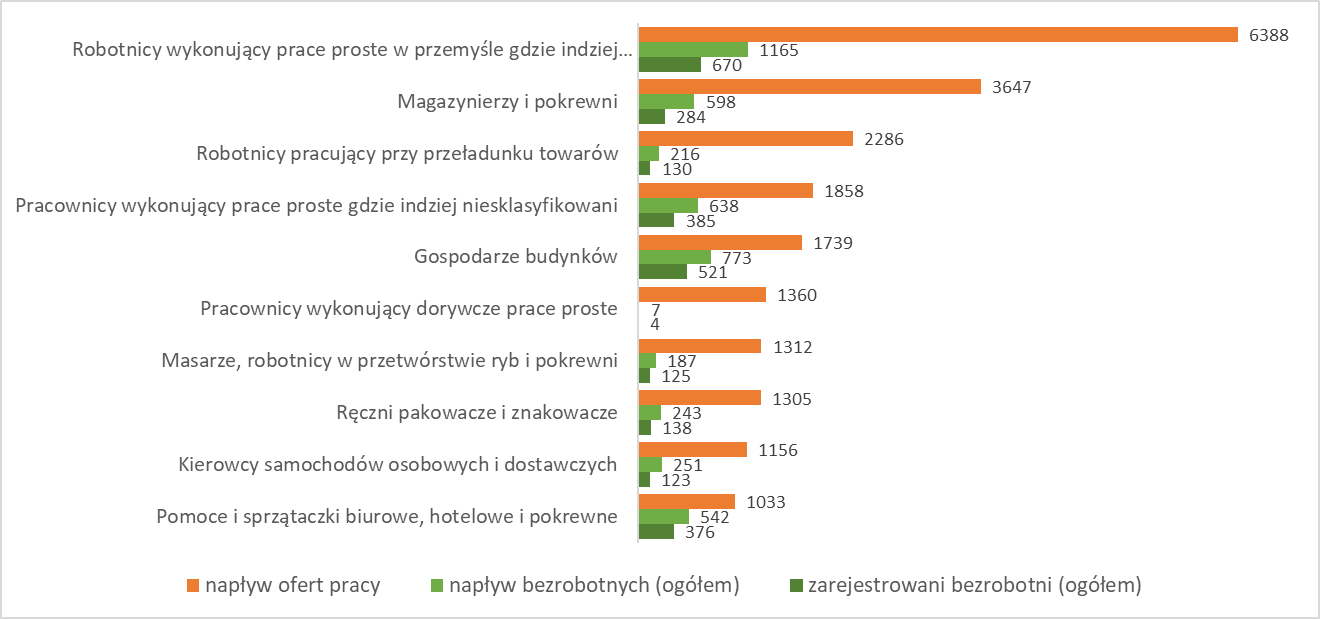 Robotnicy wykonujący prace proste w przemyśle gdzie indziej...
6388
1165
670
Magazynierzy i pokrewni
3647
598
284
Robotnicy pracujący przy przeładunku towarów
2286
216
130
Pracownicy wykonujący prace proste gdzie indziej niesklasyfikowani
1858
638
385
Gospodarze budynków
1739
773
521
Pracownicy wykonujący dorywcze prace proste
1360
7
4
Masarze, robotnicy w przetwórstwie ryb i pokrewni
1312
187
125
Ręczni pakowacze i znakowacze
1305
243
138
Kierowcy samochodów osobowych i dostawczych
1156
251
123
Pomoce i sprzątaczki biurowe, hotelowe i pokrewne
1033
542
376
napływ ofert pracy napływ bezrobotnych (ogółem) zarejestrowani bezrobotni (ogółem)